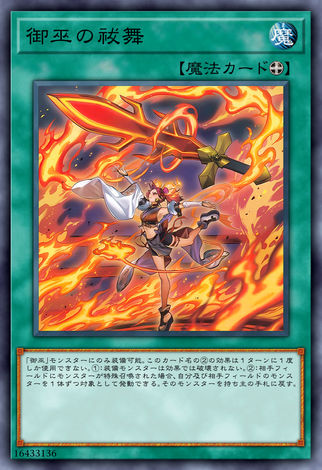 御巫の祓舞
魔
【魔法カード】
「御巫」モンスターにのみ装備可能。このカード名の②の効果は1ターンに1度
しか使用できない。①:装備モンスターは効果では破壊されない。②:相手フィ
ールドにモンスターが特殊召喚された場合、自分及び相手フィールドのモンス
ターを1体ずつ対象として発動できる。そのモンスターを持ち主の手札に戻す。
16433136